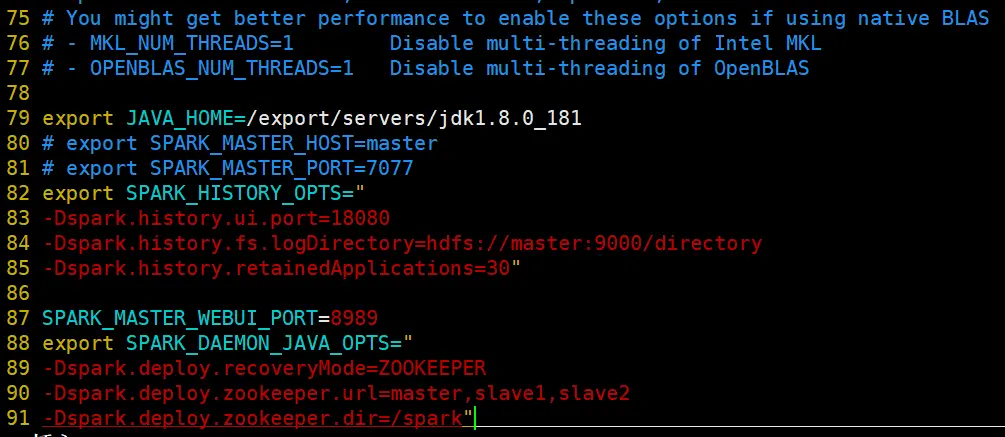 75 # You might get better performance to enable these options if using native BLAS
76 # - MKL_NUM_THREADS=1        Disable multi-threading of Intel MKL
77 # - OPENBLAS_NUM_THREADS=1   Disable multi-threading of OpenBLAS
78
79 export JAVA_HOME=/export/servers/jdk1.8.0_181
80 # export SPARK_MASTER_HOST=master
81 # export SPARK_MASTER_PORT=7077
82 export SPARK_HISTORY_OPTS="
83 -Dspark.history.ui.port=18080
84 -Dspark.history.fs.logDirectory=hdfs://master:9000/directory
85 -Dspark.history.retainedApplications=30"
86
87 SPARK_MASTER_WEBUI_PORT=8989
88 export SPARK_DAEMON_JAVA_OPTS="
89 -Dspark.deploy.recoveryMode=ZOOKEEPER
90 -Dspark.deploy.zookeeper.url=master,slave1,slave2
91 -Dspark.deploy.zookeeper.dir=/spark"